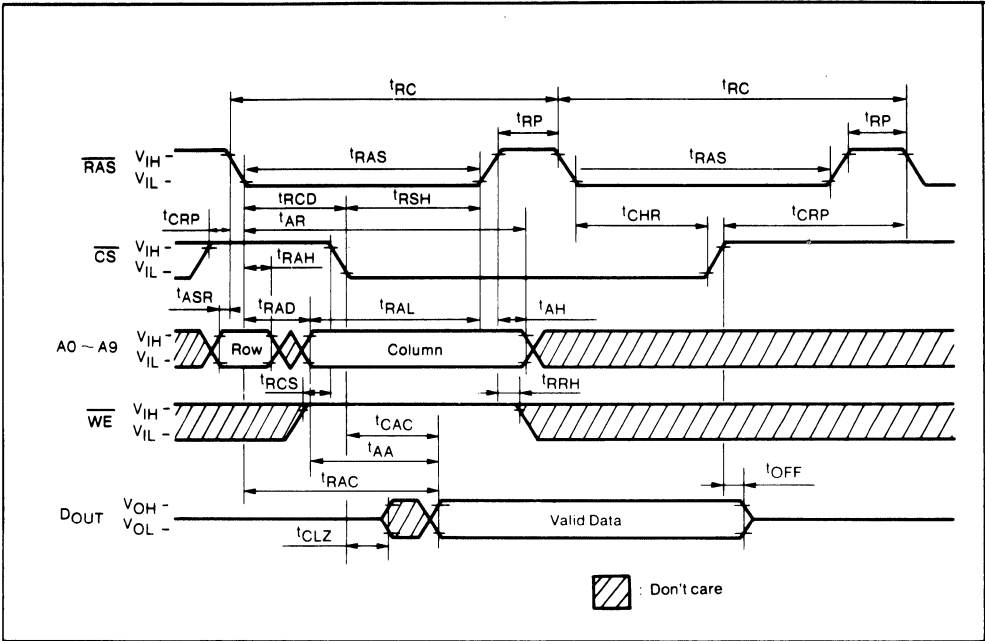 tRC tRC
tRP tRP
RAS VIH
VIL
tRAS tRAS
tRCD tRSH
tCRP tAR tCHR tCRP
CS VIH
VIL
tRAH
tASR tRAD tRAL tAH
A0 ~ A9 VIH
VIL
Row Column
tRCS tRRH
WE VIH
VIL
tCAC
tAA
tRAC tOFF
DOUT VOH
VOL
Valid Data
tCLZ
: Don't care